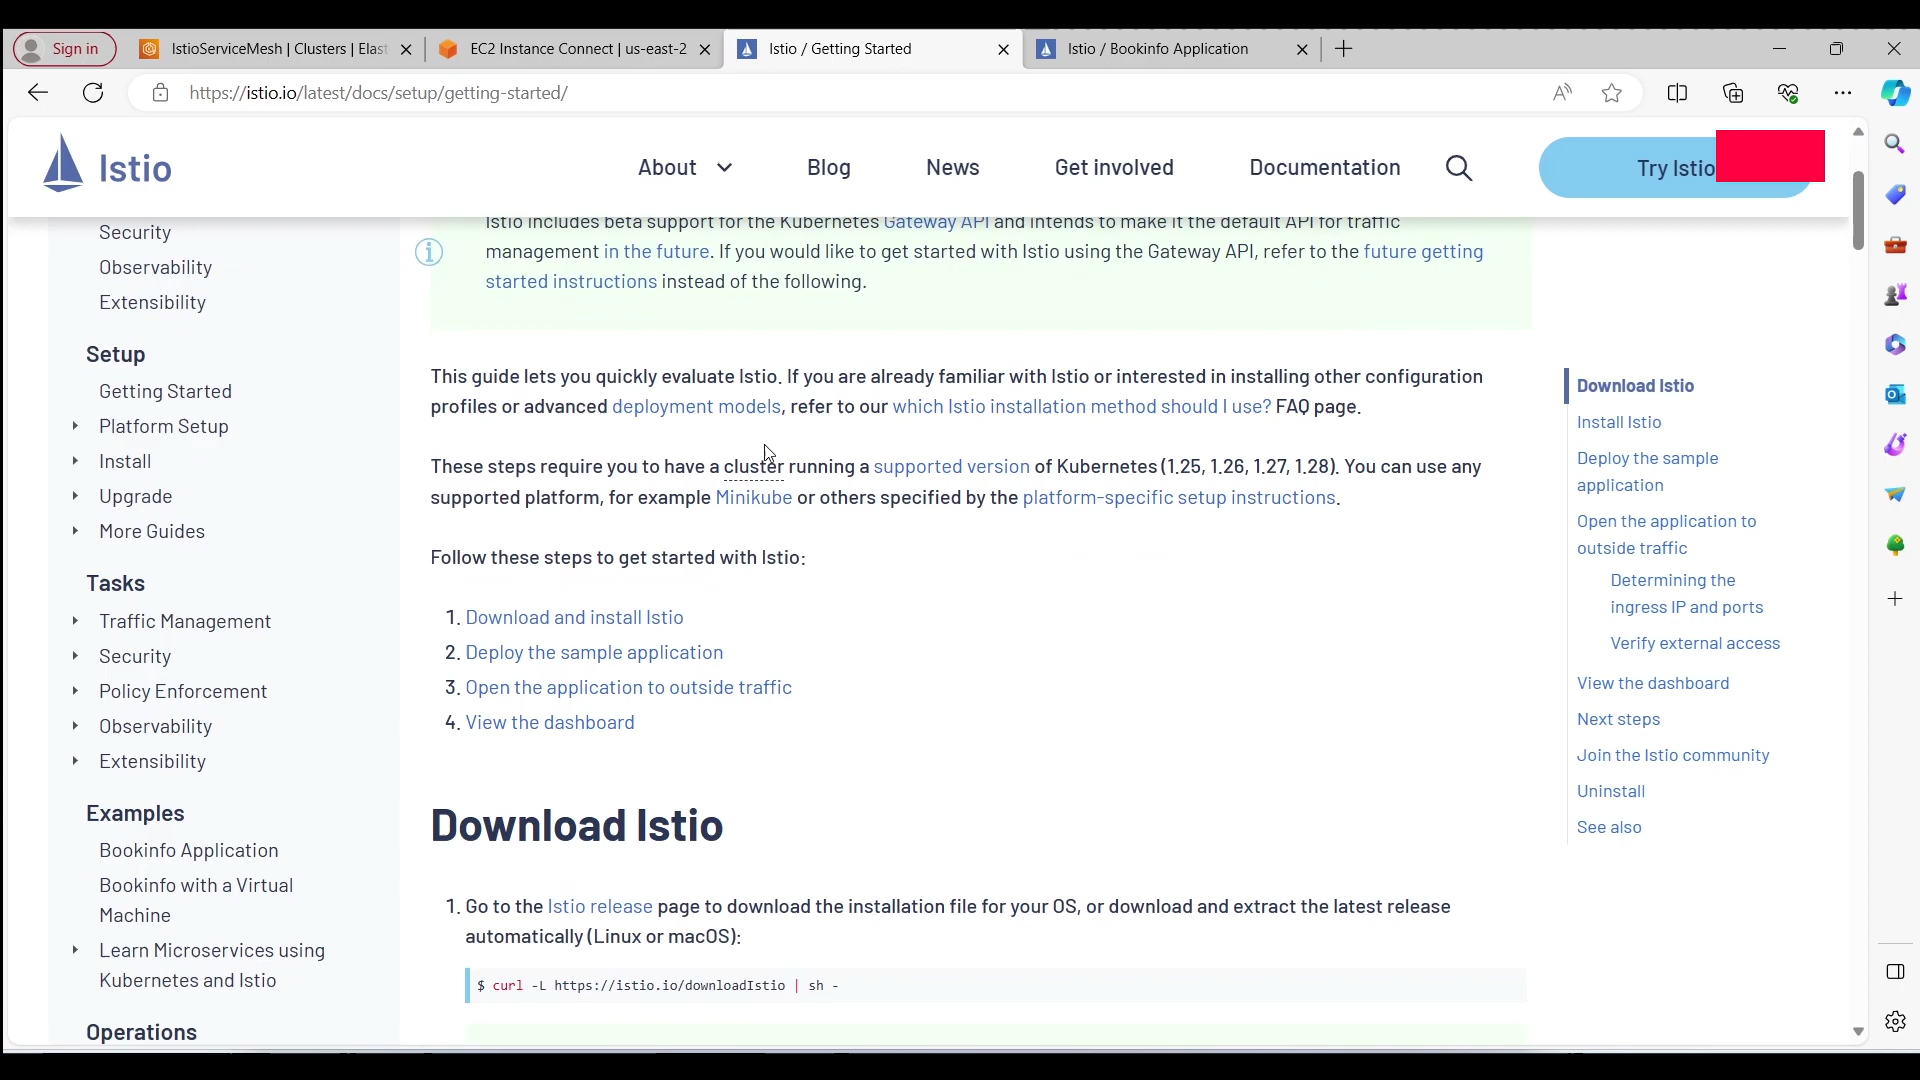 Sign in
IstioServiceMesh | Clusters | Elast
EC2 Instance Connect | us-east-2
Istio / Getting Started
Istio / Bookinfo Application
https://istio.io/latest/docs/setup/getting-started/
Istio
About
Blog
News
Get involved
Documentation
Try Istio
Security
Observability
Extensibility
Setup
Getting Started
Platform Setup
Install
Upgrade
More Guides
Tasks
Traffic Management
Security
Policy Enforcement
Observability
Extensibility
Examples
Bookinfo Application
Bookinfo with a Virtual
Machine
Learn Microservices using
Kubernetes and Istio
Operations
Istio includes beta support for the Kubernetes Gateway API and intends to make it the default API for traffic
management in the future. If you would like to get started with Istio using the Gateway API, refer to the future getting
started instructions instead of the following.
This guide lets you quickly evaluate Istio. If you are already familiar with Istio or interested in installing other configuration
profiles or advanced deployment models, refer to our which Istio installation method should I use? FAQ page.
These steps require you to have a cluster running a supported version of Kubernetes (1.25, 1.26, 1.27, 1.28). You can use any
supported platform, for example Minikube or others specified by the platform-specific setup instructions.
Follow these steps to get started with Istio:
1. Download and install Istio
2. Deploy the sample application
3. Open the application to outside traffic
4. View the dashboard
Download Istio
1. Go to the Istio release page to download the installation file for your OS, or download and extract the latest release
automatically (Linux or macOS):
$ curl -L https://istio.io/downloadIstio | sh -
Download Istio
Install Istio
Deploy the sample
application
Open the application to
outside traffic
Determining the
ingress IP and ports
Verify external access
View the dashboard
Next steps
Join the Istio community
Uninstall
See also